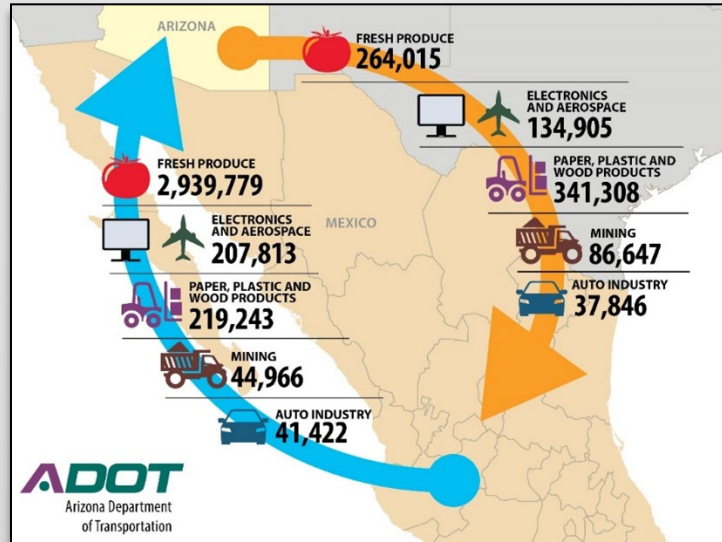 ARIZONA
FRESH PRODUCE
264,015
ELECTRONICS
AND AEROSPACE
134,905
PAPER, PLASTIC AND
WOOD PRODUCTS
341,308
MINING
86,647
AUTO INDUSTRY
37,846
MEXICO
FRESH PRODUCE
2,939,779
ELECTRONICS
AND AEROSPACE
207,813
PAPER, PLASTIC AND
WOOD PRODUCTS
219,243
MINING
44,966
AUTO INDUSTRY
41,422
ADOT
Arizona Department
of Transportation